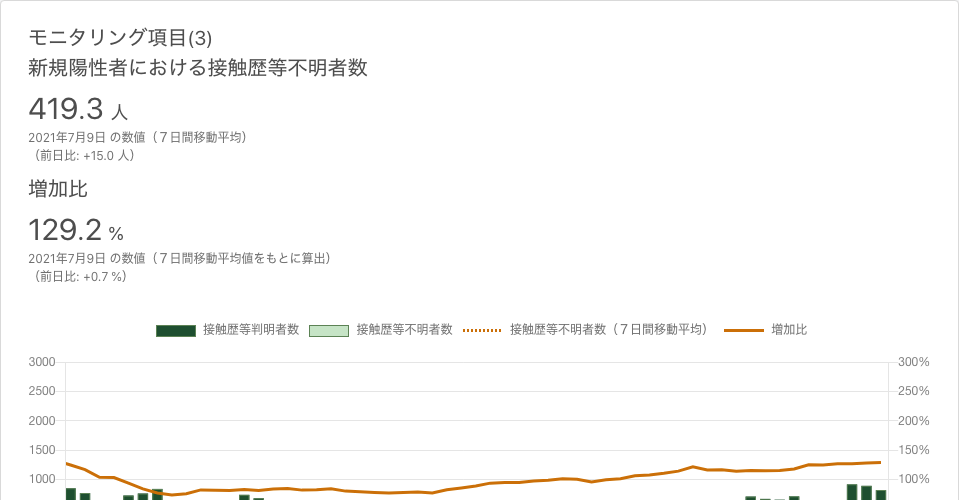 モニタリング項目(3)
新規陽性者における接触歴等不明者数
419.3 人
2021年7月9日 の数値（７日間移動平均）
（前日比: +15.0 人）
増加比
129.2 %
2021年7月9日 の数値（７日間移動平均値をもとに算出）
（前日比: +0.7 %）
接触歴等判明者数 接触歴等不明者数 接触歴等不明者数（７日間移動平均） 増加比
3000 300%
2500 250%
2000 200%
1500 150%
1000 100%